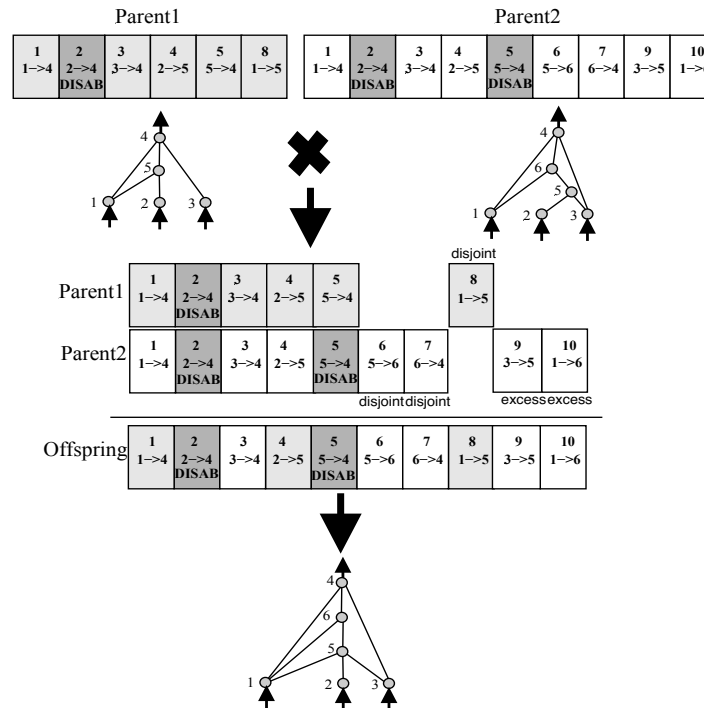 Parent1 Parent2
1 2 3 4 5 8
1->4 2->4 3->4 2->5 5->4 1->5
DISAB
1 2 3 4 5 6 7 9 10
1->4 2->4 3->4 2->5 5->4 5->6 6->4 3->5 1->6
DISAB DISAB
4
5
1 2 3
4
6
5
1 2 3
disjoint
Parent1
1 2 3 4 5 8
1->4 2->4 3->4 2->5 5->4 1->5
DISAB
Parent2
1 2 3 4 5 6 7 9 10
1->4 2->4 3->4 2->5 5->4 5->6 6->4 3->5 1->6
DISAB DISAB
disjoint disjoint excess excess
Offspring
1 2 3 4 5 6 7 8 9 10
1->4 2->4 3->4 2->5 5->4 5->6 6->4 1->5 3->5 1->6
DISAB DISAB
4
6
5
1 2 3